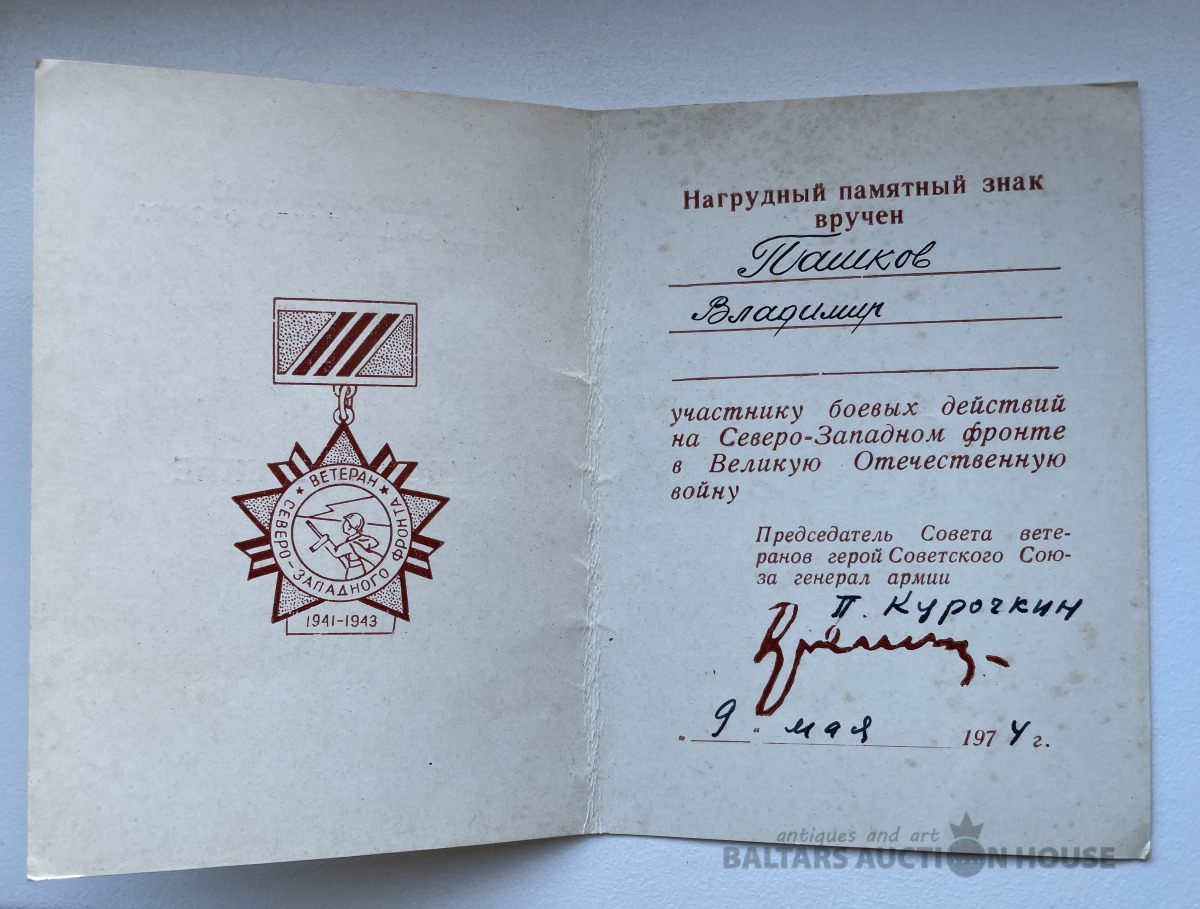 ВЕТЕРАН
СЕВЕРО-ЗАПАДНОГО ФРОНТА
1941-1943
Нагрудный памятный знак
вручен
Пашков
Владимир
участнику боевых действий
на Северо-Западном фронте
в Великую Отечественную
войну
Председатель Совета вете-
ранов герой Советского Сою-
за генерал армии
П. Курочкин
„ 9 “ мая 1974 г.
antiques and art
BALTARS AUCTION HOUSE